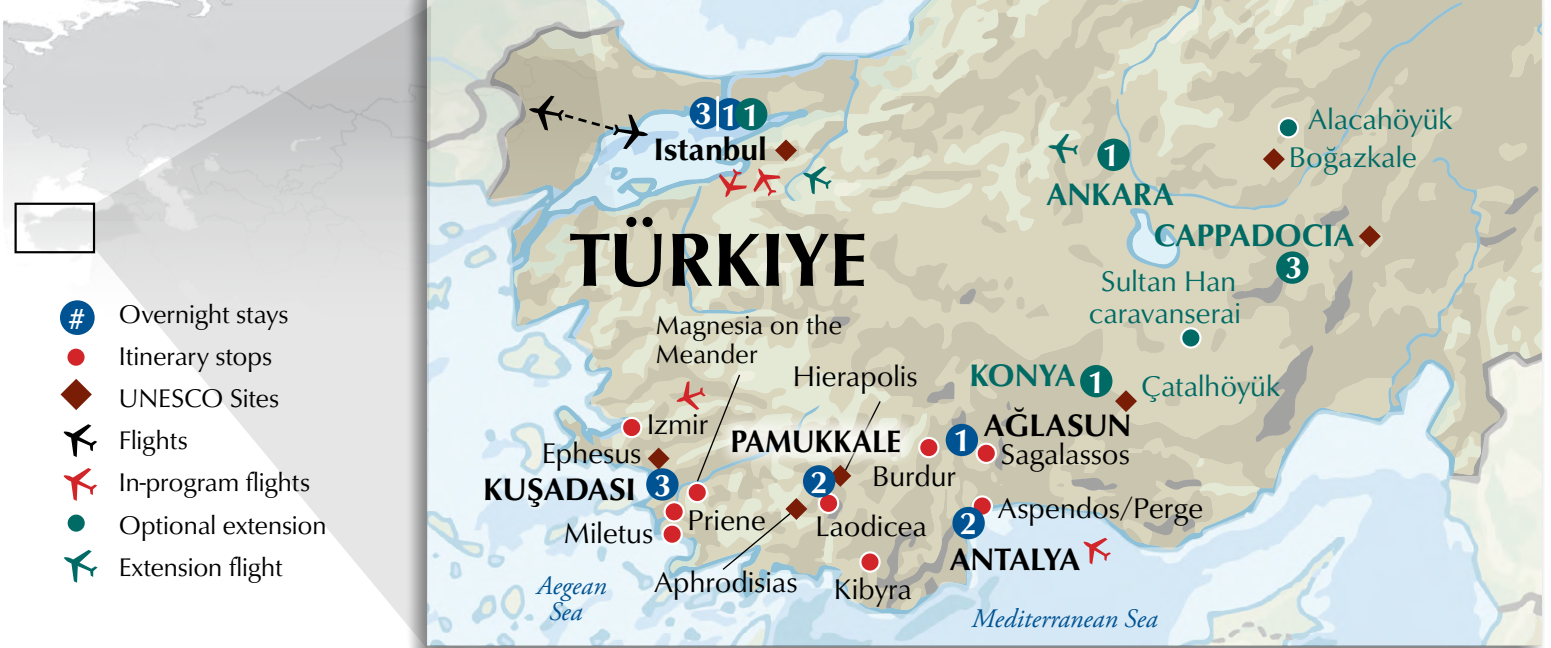 #
Overnight stays
Itinerary stops
UNESCO Sites
Flights
In-program flights
Optional extension
Extension flight
3 1 1
Istanbul
TÜRKIYE
1
ANKARA
Alacahöyük
Boğazkale
CAPPADOCIA
3
Sultan Han
caravanserai
KONYA 1
Çatalhöyük
Magnesia on the
Meander
Hierapolis
Izmir
Ephesus
KUŞADASI 3
Priene
Miletus
PAMUKKALE
2
Laodicea
Aphrodisias
Kibyra
Burdur
1
AĞLASUN
Sagalassos
Aspendos/Perge
2
ANTALYA
Aegean
Sea
Mediterranean Sea